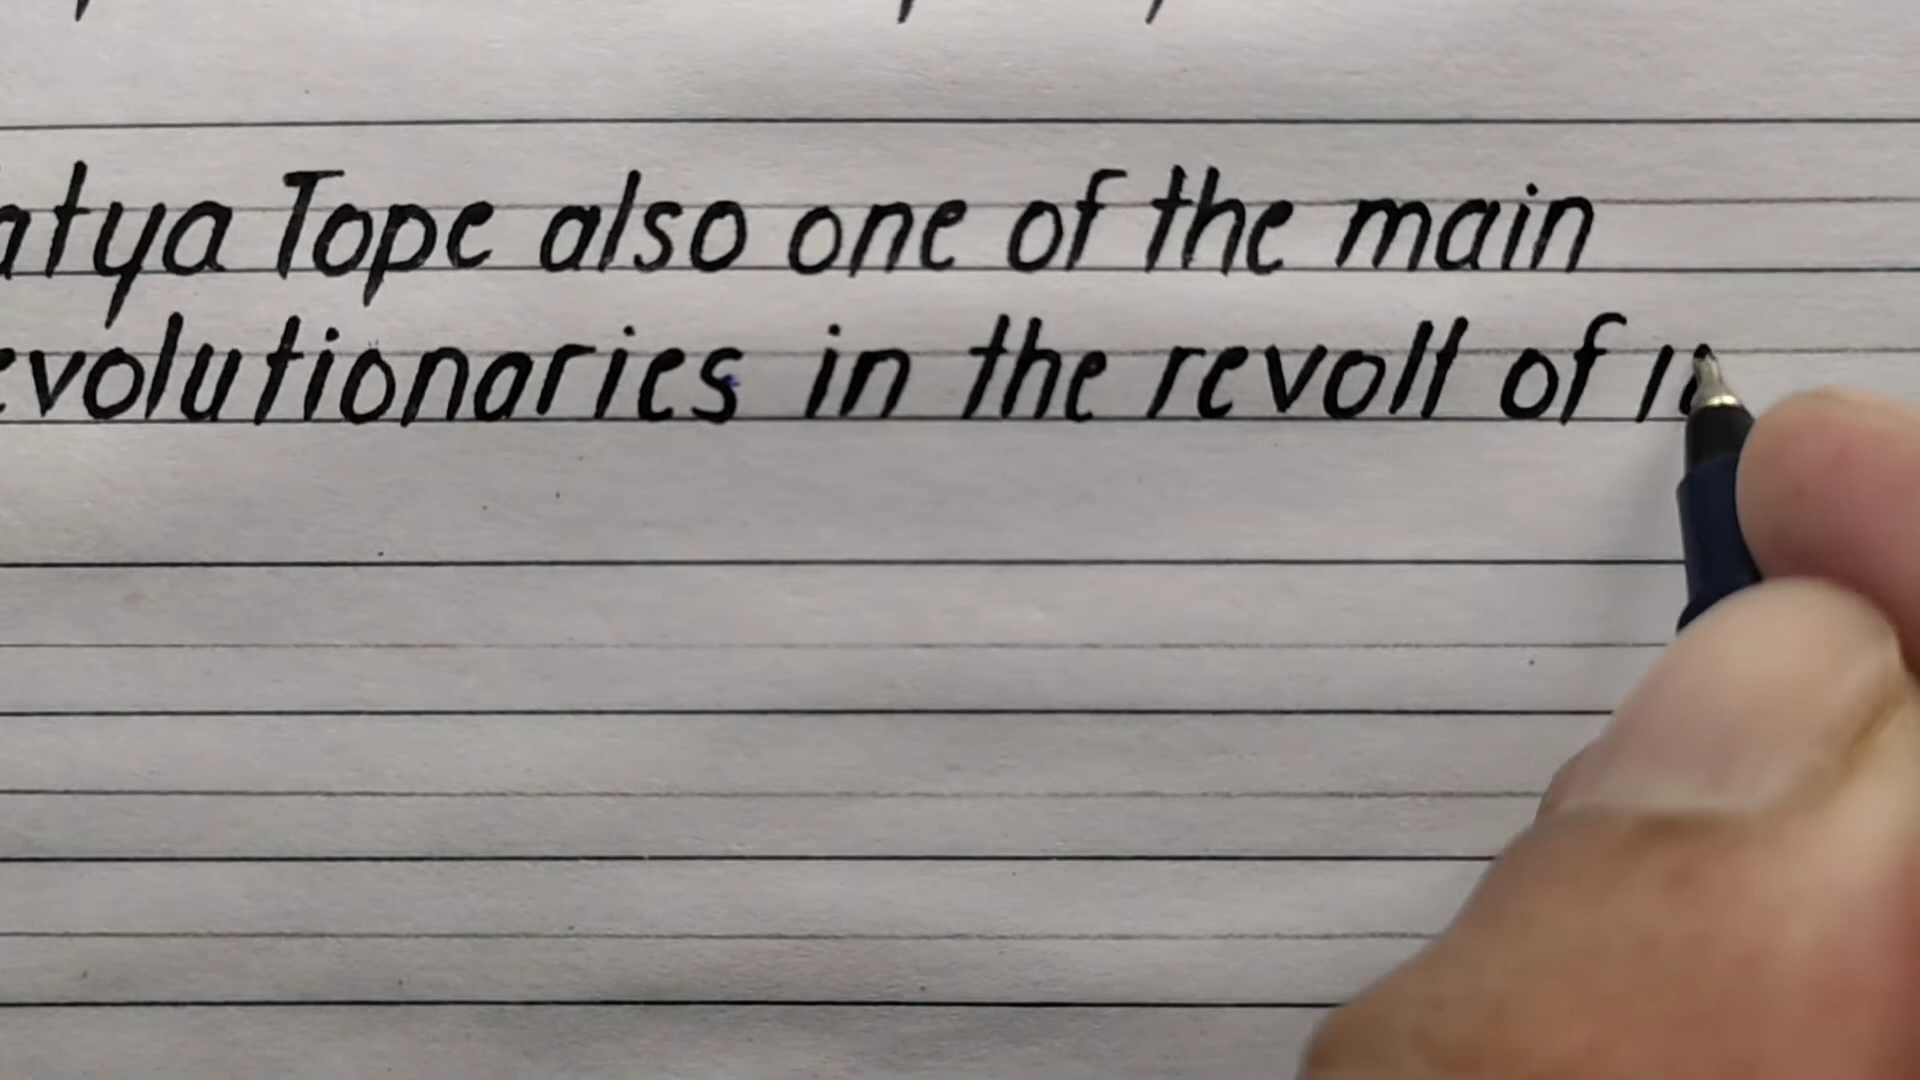 atya Tope also one of the main
evolutionaries in the revolt of